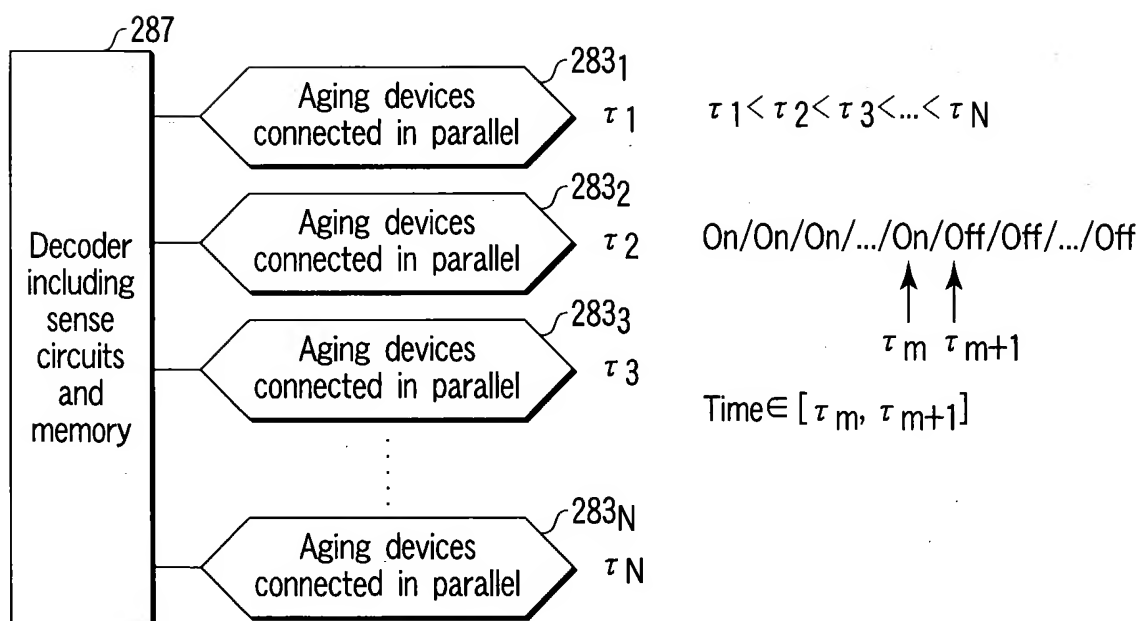 287
Decoder
including
sense
circuits
and
memory
283₁
Aging devices
connected in parallel
τ1
283₂
Aging devices
connected in parallel
τ2
283₃
Aging devices
connected in parallel
τ3
283N
Aging devices
connected in parallel
τN
τ1<τ2<τ3<...<τN
On/On/On/.../On/Off/Off/.../Off
τm τm+1
Time∈[τm, τm+1]